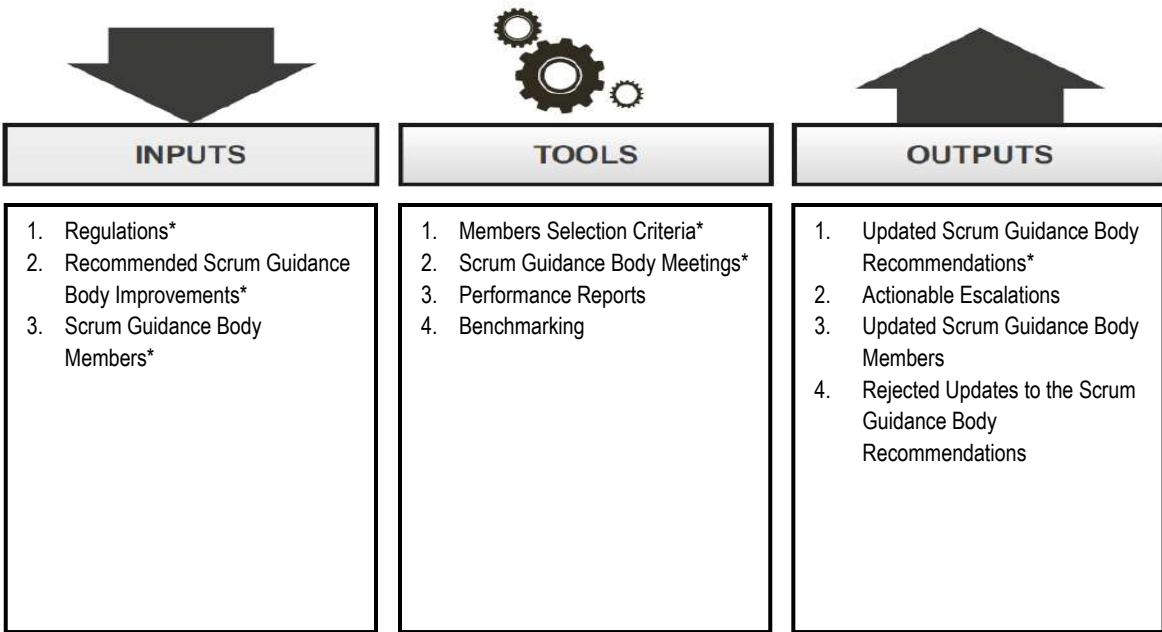 INPUTS
TOOLS
OUTPUTS
1. Regulations*
2. Recommended Scrum Guidance
Body Improvements*
3. Scrum Guidance Body
Members*
1. Members Selection Criteria*
2. Scrum Guidance Body Meetings*
3. Performance Reports
4. Benchmarking
1. Updated Scrum Guidance Body
Recommendations*
2. Actionable Escalations
3. Updated Scrum Guidance Body
Members
4. Rejected Updates to the Scrum
Guidance Body
Recommendations